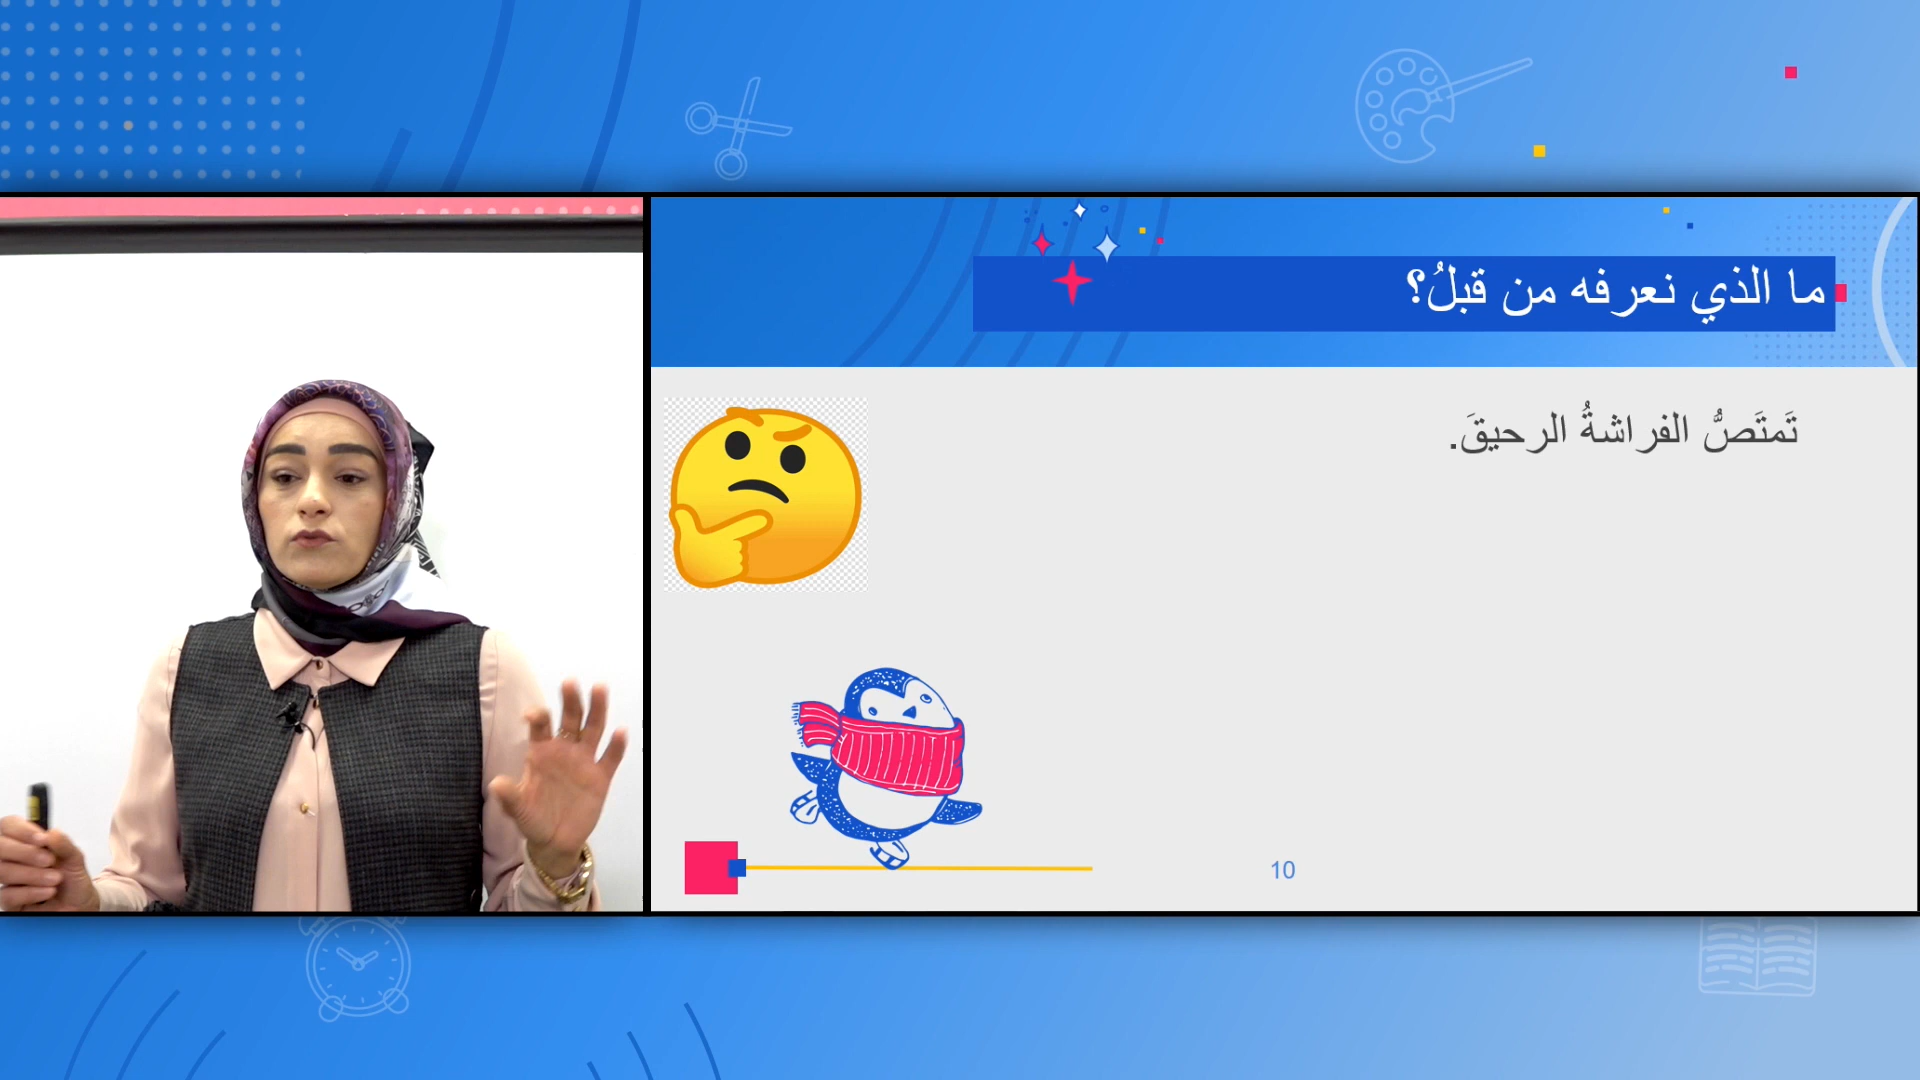 ما الذي نعرفه من قبلُ؟
تَمتَصُّ الفراشةُ الرحيقَ.
10